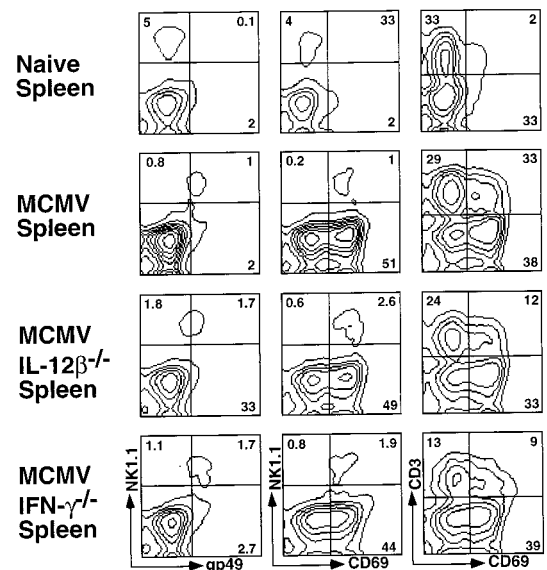 Naive
Spleen
5 0.1
2
4 33
2
33 2
33
MCMV
Spleen
0.8 1
2
0.2 1
51
29 33
38
MCMV
IL-12β-/-
Spleen
1.8 1.7
33
0.6 2.6
49
24 12
33
MCMV
IFN-γ-/-
Spleen
1.1 1.7
2.7
0.8 1.9
44
13 9
39
NK1.1
gp49
NK1.1
CD69
CD3
CD69